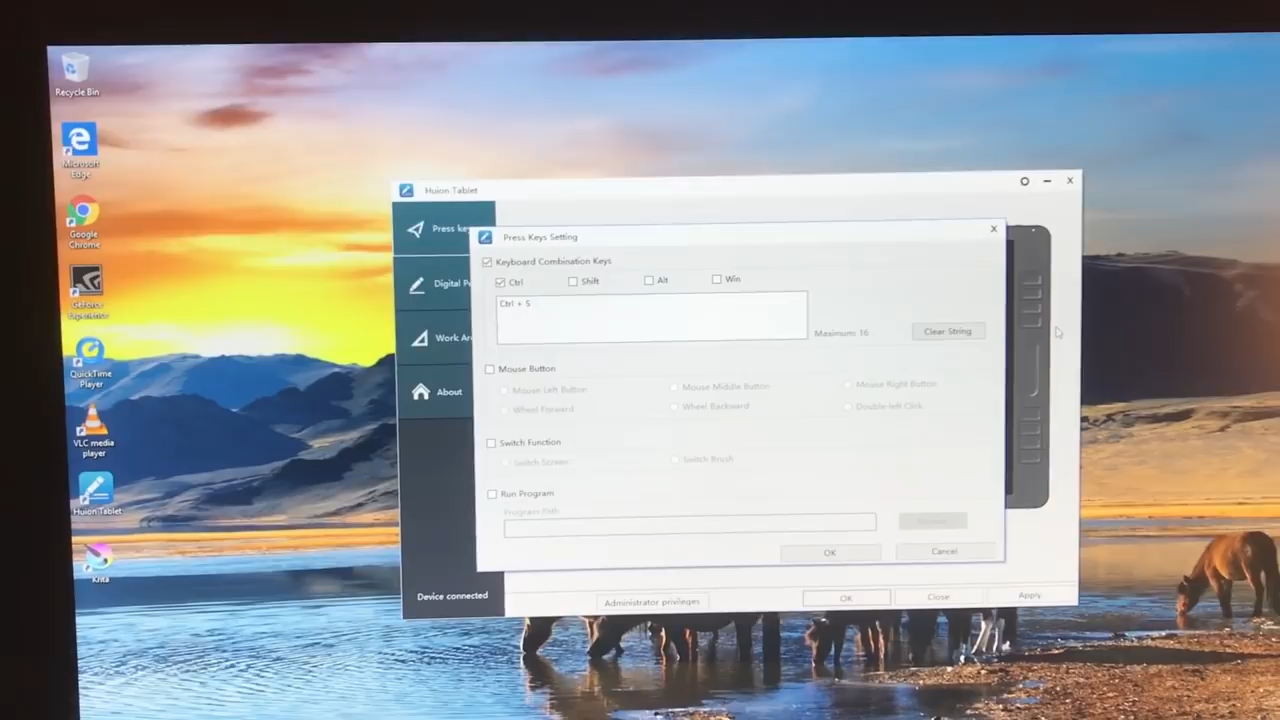 Recycle Bin
Microsoft
Edge
Google
Chrome
GeForce
Experience
QuickTime
Player
VLC media
player
Huion Tablet
Krita
Huion Tablet
Press key
Digital P
Work Ar
About
Device connected
Press Keys Setting
Keyboard Combination Keys
Ctrl
Shift
Alt
Win
Ctrl + S
Maximum: 16
Clear String
Mouse Button
Mouse Left Button
Mouse Middle Button
Mouse Right Button
Wheel Forward
Wheel Backward
Double-left Click
Switch Function
Switch Screen
Switch Brush
Run Program
Program Path
OK
Cancel
Administrator privileges
OK
Close
Apply